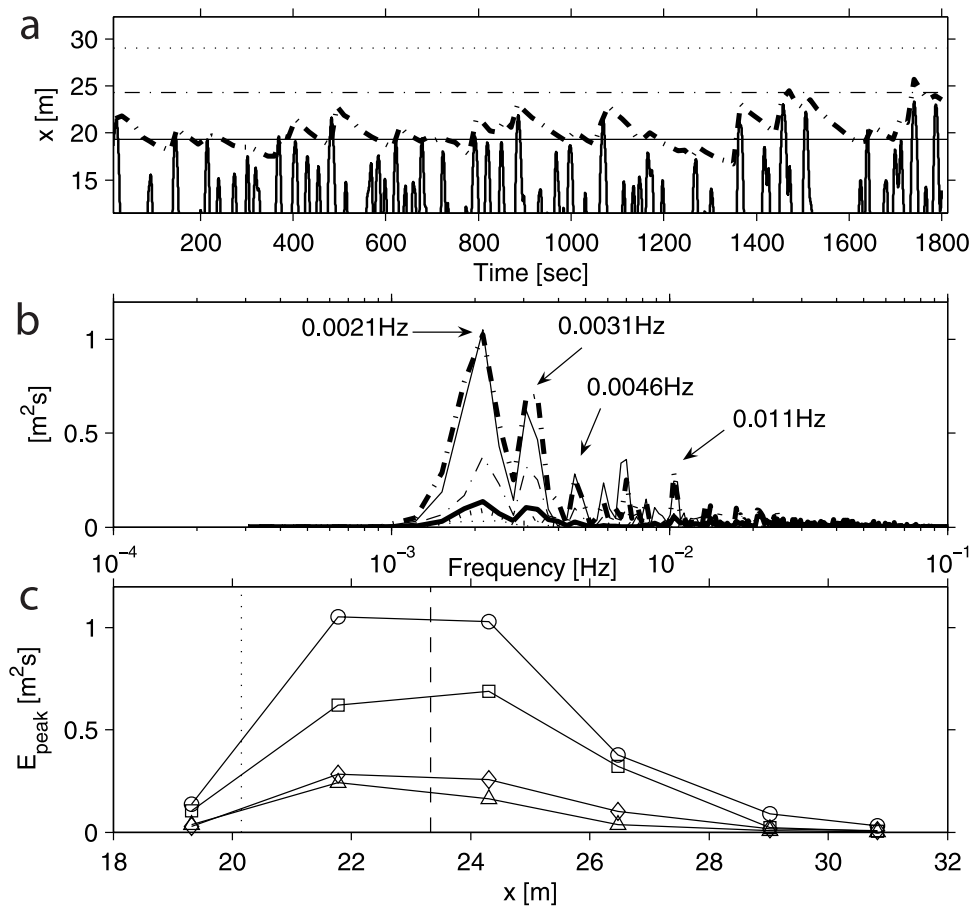 a
30
25
20
15
x [m]
200 400 600 800 1000 1200 1400 1600 1800
Time [sec]
b
1
0.5
0
[m²s]
0.0021Hz
0.0031Hz
0.0046Hz
0.011Hz
10⁻⁴ 10⁻³ 10⁻² 10⁻¹
Frequency [Hz]
c
1
0.5
0
E_peak [m²s]
18 20 22 24 26 28 30 32
x [m]